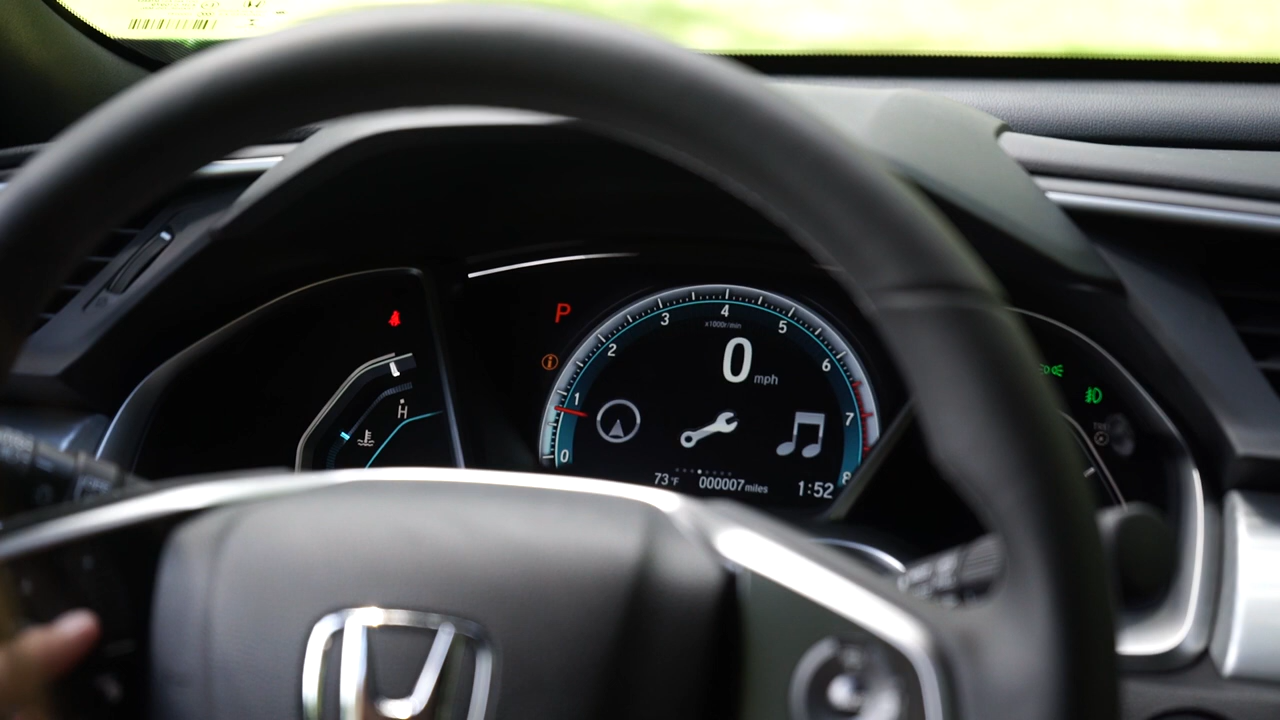 P
0 1 2 3 4 5 6 7 8
x1000r/min
0 mph
H
73°F 000007 miles 1:52